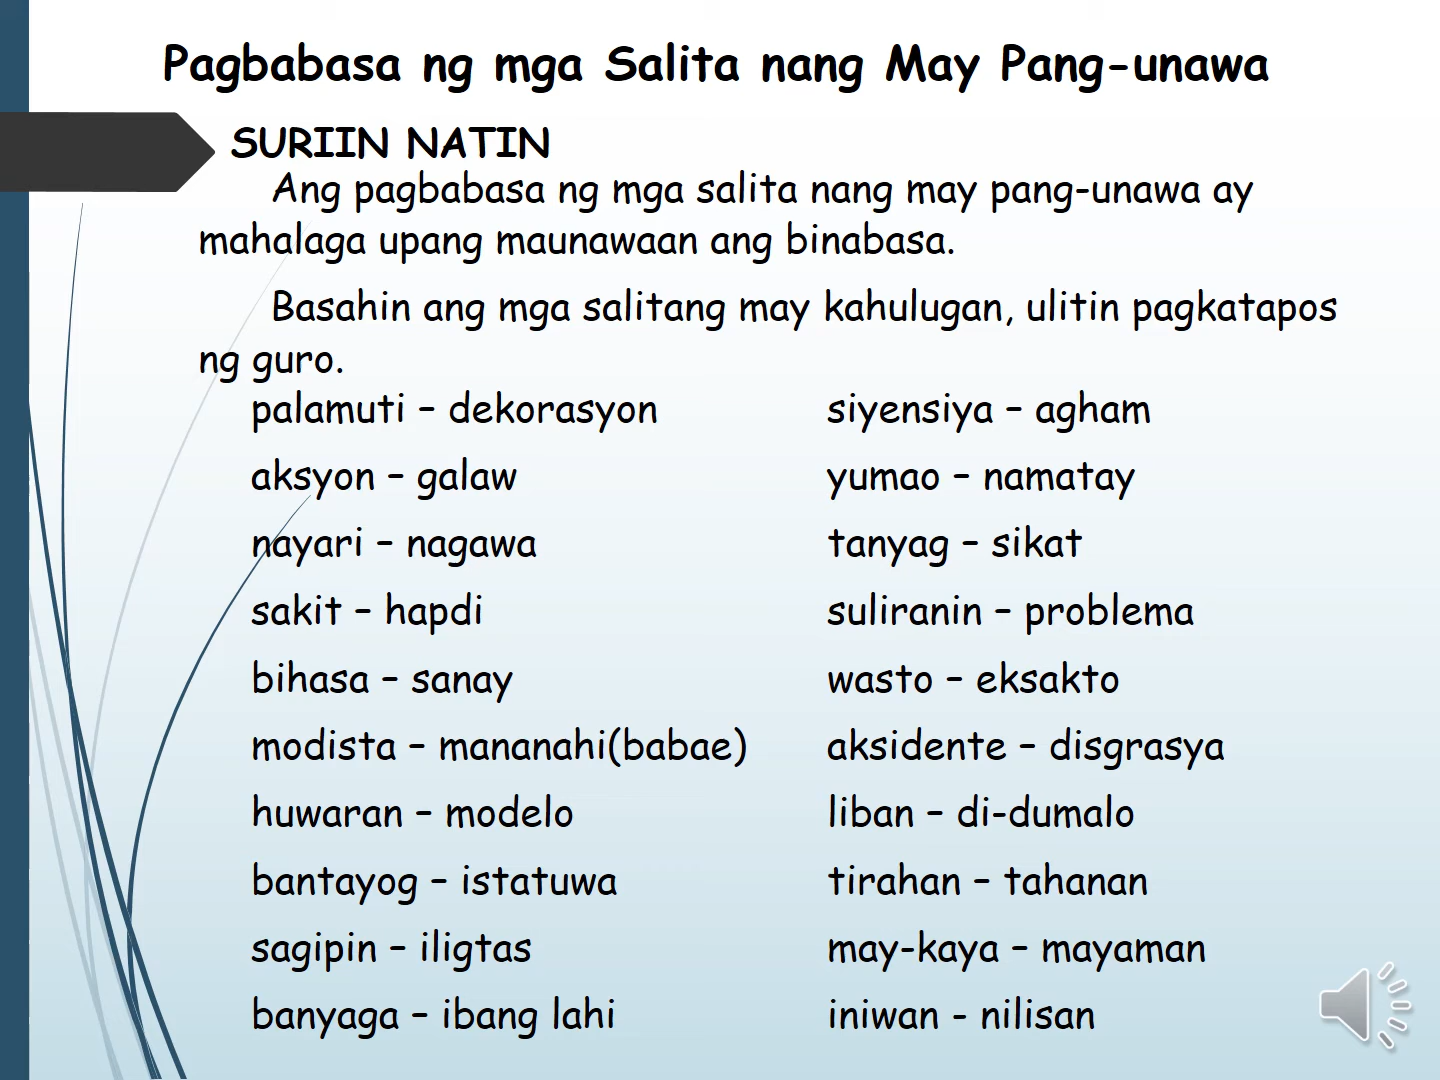 Pagbabasa ng mga Salita nang May Pang-unawa
SURIIN NATIN
Ang pagbabasa ng mga salita nang may pang-unawa ay
mahalaga upang maunawaan ang binabasa.
Basahin ang mga salitang may kahulugan, ulitin pagkatapos
ng guro.
palamuti – dekorasyon
aksyon – galaw
nayari – nagawa
sakit – hapdi
bihasa – sanay
modista – mananahi(babae)
huwaran – modelo
bantayog – istatuwa
sagipin – iligtas
banyaga – ibang lahi
siyensiya – agham
yumao – namatay
tanyag – sikat
suliranin – problema
wasto – eksakto
aksidente – disgrasya
liban – di-dumalo
tirahan – tahanan
may-kaya – mayaman
iniwan - nilisan